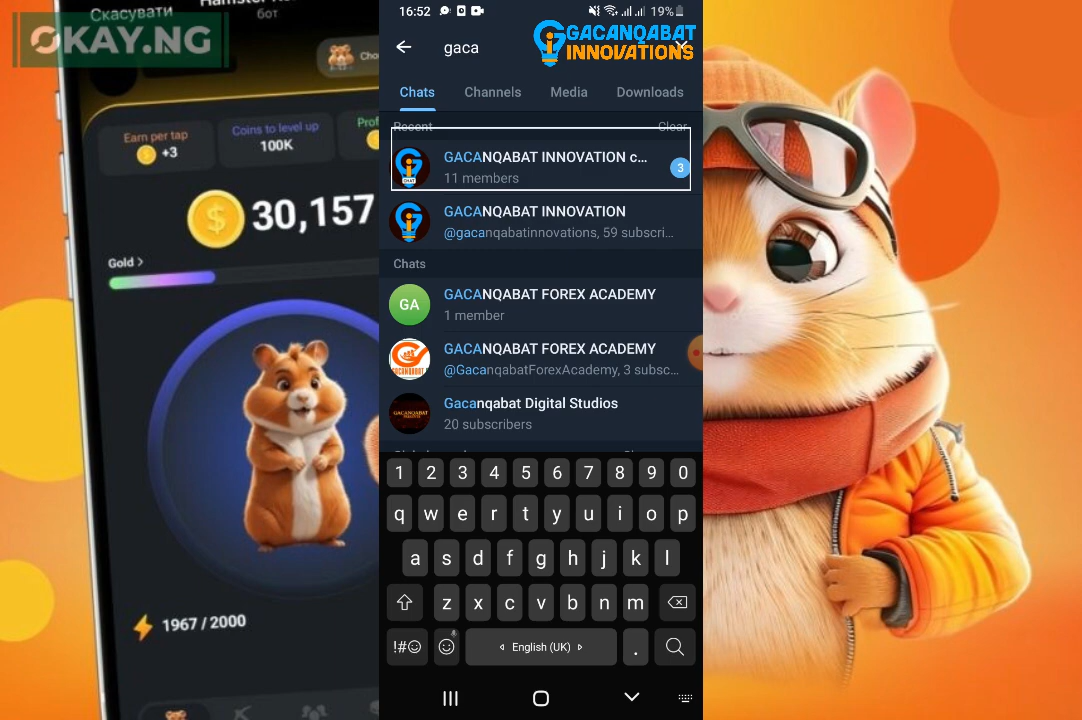 OKAY.NG
Скасувати
Hamster
бот
Cho
Earn per tap
+3
Coins to level up
100K
Prof
30,157
Gold >
1967 / 2000
16:52
19%
gaca
GACANQABAT
INNOVATIONS
Chats
Channels
Media
Downloads
Recent
Clear
GACANQABAT INNOVATION c...
11 members
3
GACANQABAT INNOVATION
@gacanqabatinnovations, 59 subscri...
Chats
GA
GACANQABAT FOREX ACADEMY
1 member
GACANQABAT FOREX ACADEMY
@GacanqabatForexAcademy, 3 subsc...
Gacanqabat Digital Studios
20 subscribers
1 2 3 4 5 6 7 8 9 0
q w e r t y u i o p
a s d f g h j k l
z x c v b n m
!#☺ English (UK) .